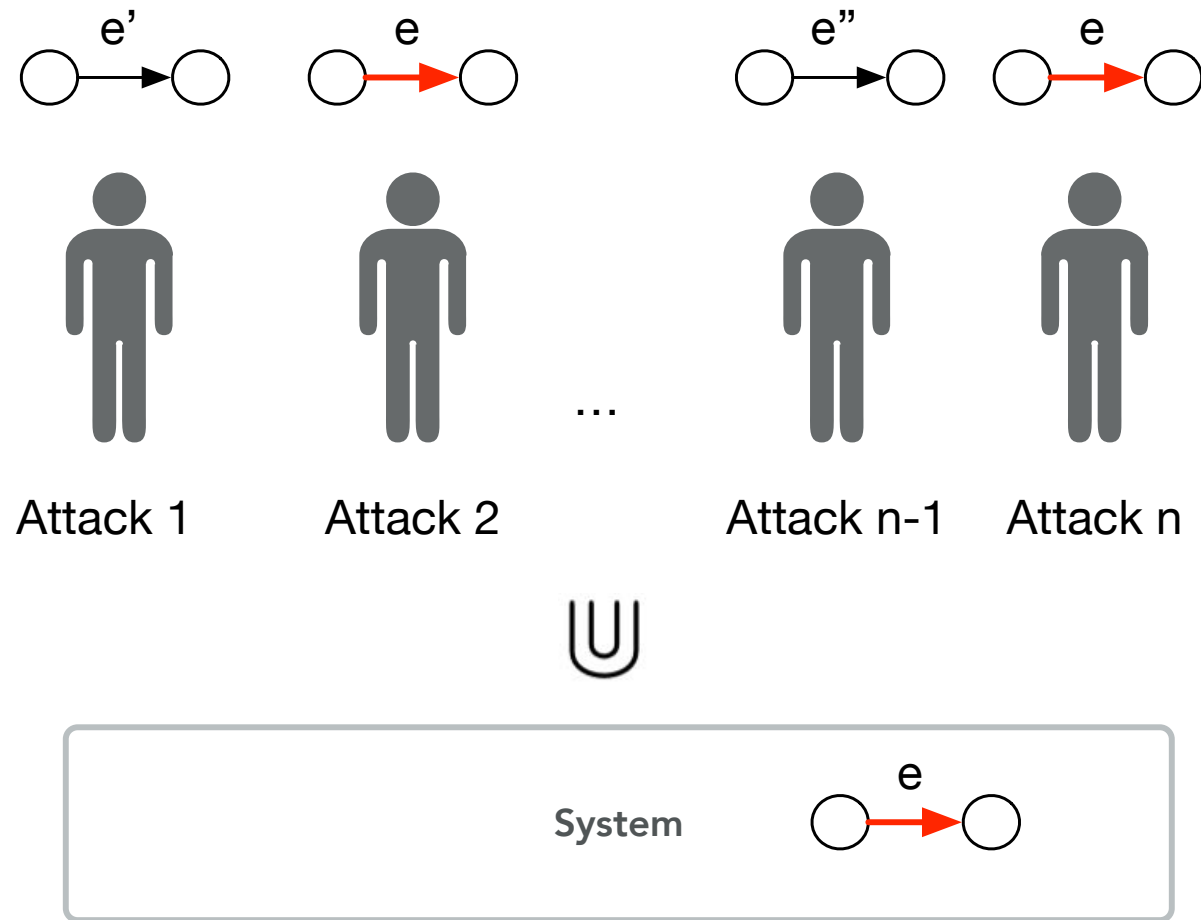 e’ e e” e
...
Attack 1 Attack 2 Attack n-1 Attack n
⋓
e
System